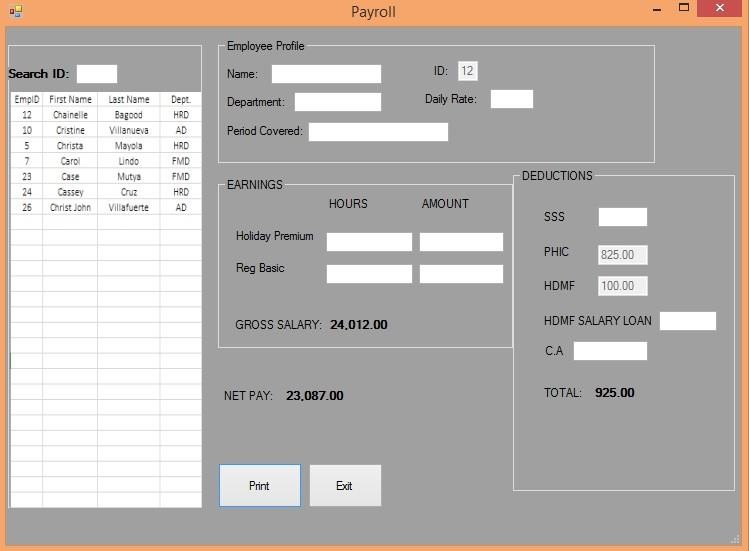 Payroll
Search ID:
EmpID First Name Last Name Dept.
12 Chainelle Bagood HRD
10 Cristine Villanueva AD
5 Christa Mayola HRD
7 Carol Lindo FMD
23 Case Mutya FMD
24 Cassey Cruz HRD
26 Christ John Villafuerte AD
Employee Profile
Name: ID: 12
Department: Daily Rate:
Period Covered:
EARNINGS
HOURS AMOUNT
Holiday Premium
Reg Basic
GROSS SALARY: 24,012.00
DEDUCTIONS
SSS
PHIC 825.00
HDMF 100.00
HDMF SALARY LOAN
C.A
TOTAL: 925.00
NET PAY: 23,087.00
Print Exit